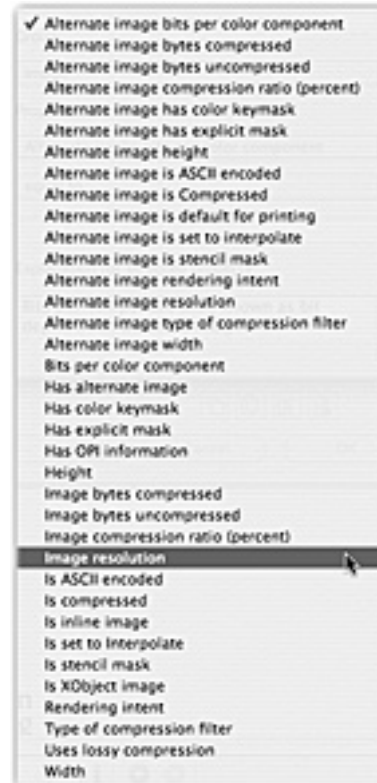 ✓ Alternate image bits per color component
Alternate image bytes compressed
Alternate image bytes uncompressed
Alternate image compression ratio (percent)
Alternate image has color keymask
Alternate image has explicit mask
Alternate image height
Alternate image is ASCII encoded
Alternate image is Compressed
Alternate image is default for printing
Alternate image is set to interpolate
Alternate image is stencil mask
Alternate image rendering intent
Alternate image resolution
Alternate image type of compression filter
Alternate image width
Bits per color component
Has alternate image
Has color keymask
Has explicit mask
Has OPI information
Height
Image bytes compressed
Image bytes uncompressed
Image compression ratio (percent)
Image resolution
Is ASCII encoded
Is compressed
Is inline image
Is set to Interpolate
Is stencil mask
Is XObject image
Rendering intent
Type of compression filter
Uses lossy compression
Width